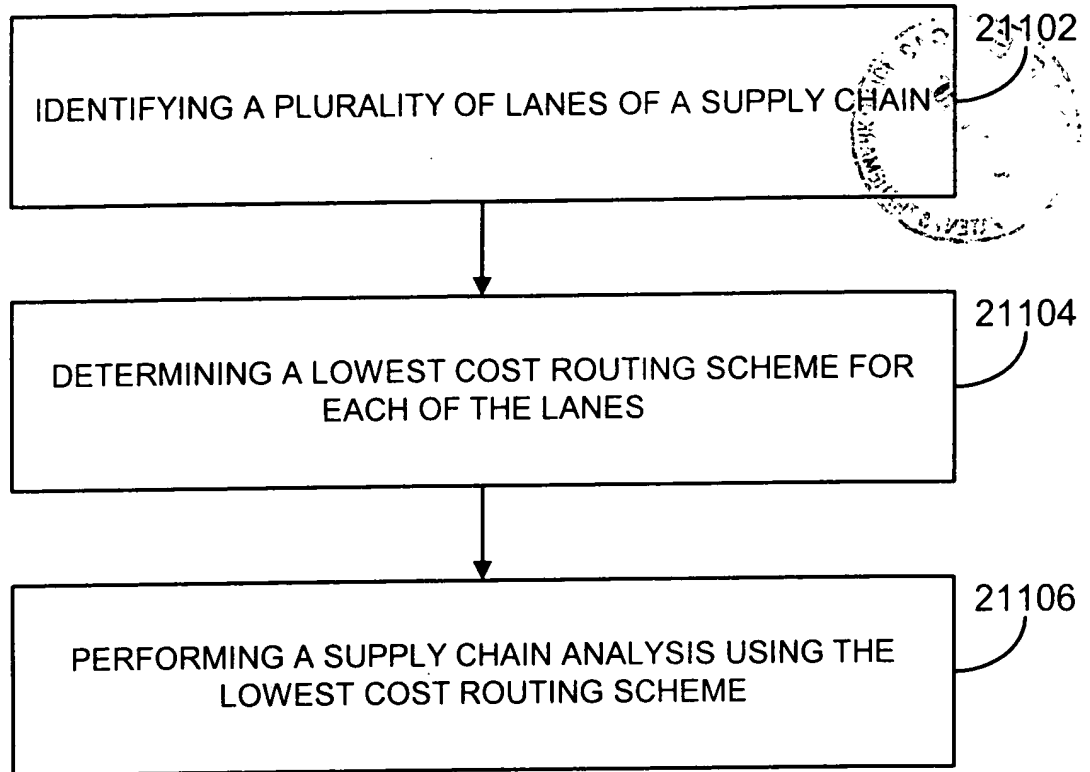 21102
IDENTIFYING A PLURALITY OF LANES OF A SUPPLY CHAIN
21104
DETERMINING A LOWEST COST ROUTING SCHEME FOR
EACH OF THE LANES
21106
PERFORMING A SUPPLY CHAIN ANALYSIS USING THE
LOWEST COST ROUTING SCHEME